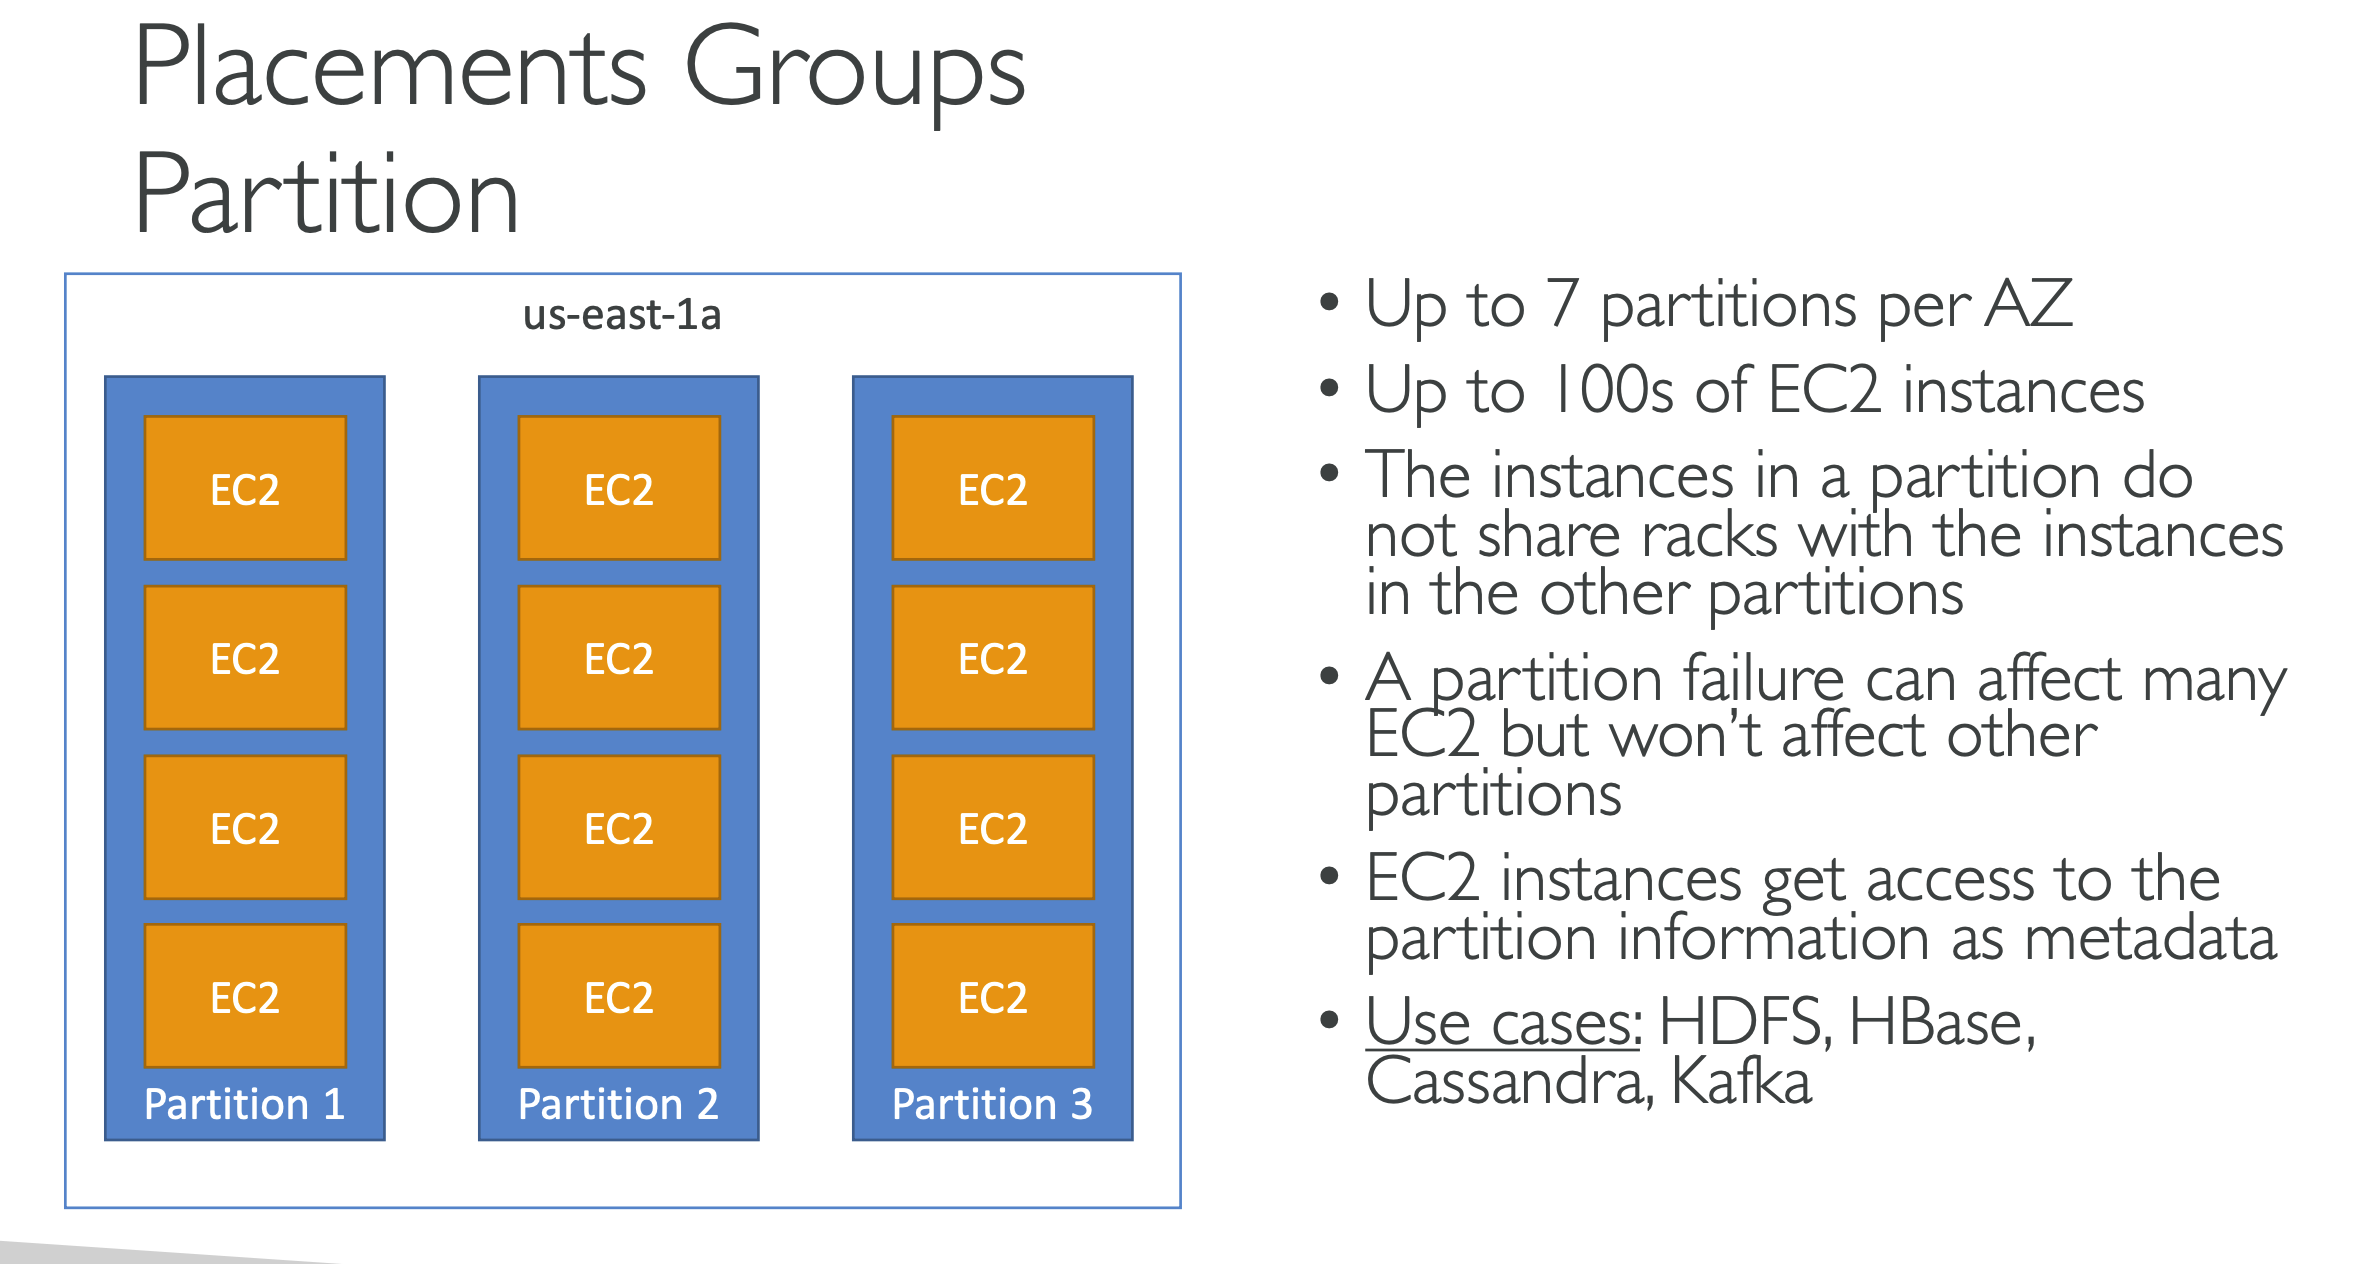 Placements Groups
Partition
us-east-1a
EC2
EC2
EC2
EC2
Partition 1
EC2
EC2
EC2
EC2
Partition 2
EC2
EC2
EC2
EC2
Partition 3
• Up to 7 partitions per AZ
• Up to 100s of EC2 instances
• The instances in a partition do
not share racks with the instances
in the other partitions
• A partition failure can affect many
EC2 but won’t affect other
partitions
• EC2 instances get access to the
partition information as metadata
• Use cases: HDFS, HBase,
Cassandra, Kafka